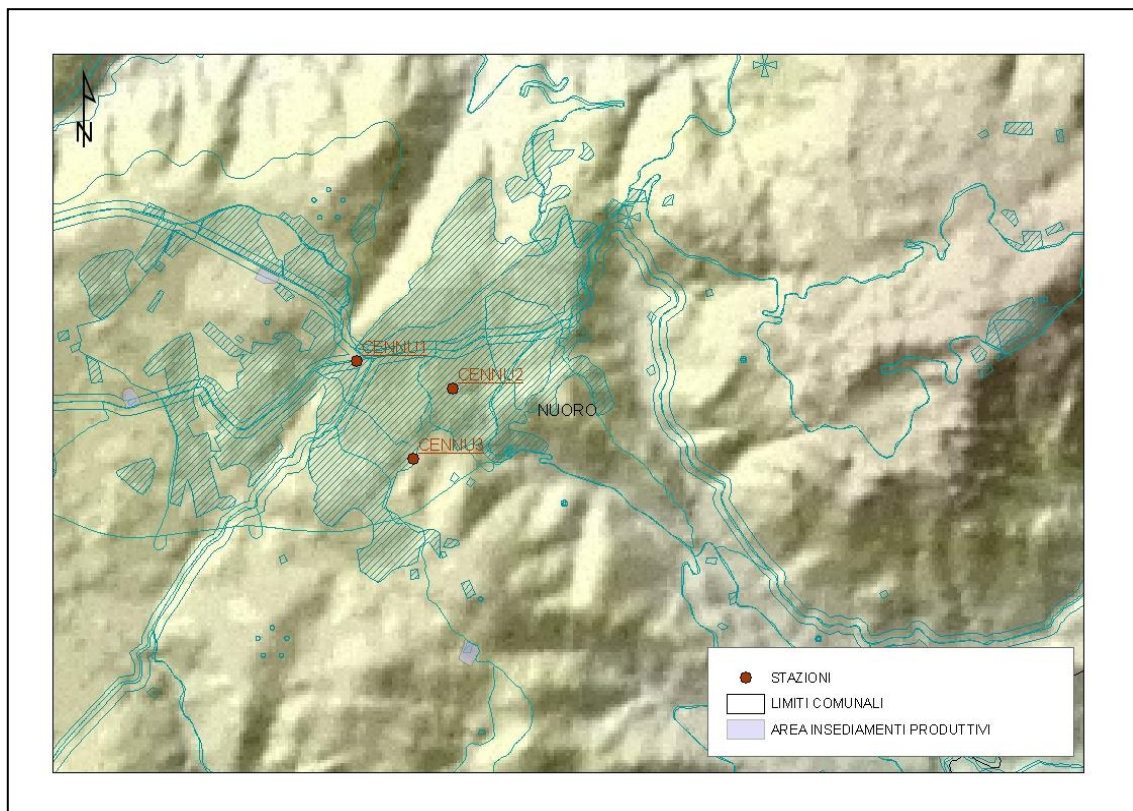 N
CENNU1
CENNU2
NUORO
CENNU3
STAZIONI
LIMITI COMUNALI
AREA INSEDIAMENTI PRODUTTIVI